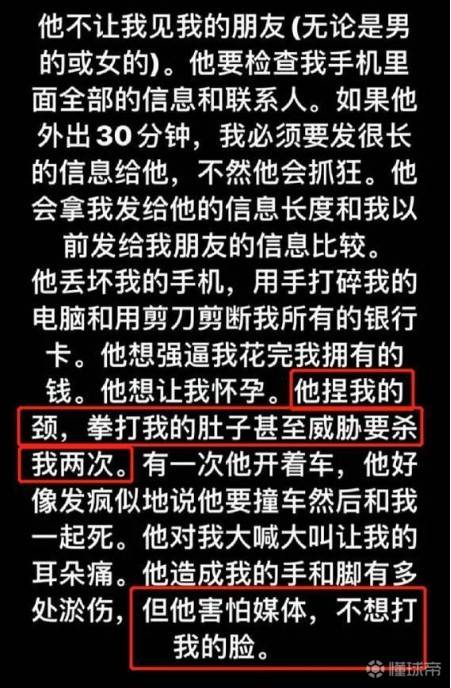 他不让我见我的朋友(无论是男
的或女的)。他要检查我手机里
面全部的信息和联系人。如果他
外出30分钟，我必须要发很长
的信息给他，不然他会抓狂。他
会拿我发给他的信息长度和我以
前发给我朋友的信息比较。
他丢坏我的手机，用手打碎我的
电脑和用剪刀剪断我所有的银行
卡。他想强逼我花完我拥有的
钱。他想让我怀孕。他捏我的
颈，拳打我的肚子甚至威胁要杀
我两次。有一次他开着车，他好
像发疯似地说他要撞车然后和我
一起死。他对我大喊大叫让我的
耳朵痛。他造成我的手和脚有多
处淤伤，但他害怕媒体，不想打
我的脸。
懂球帝